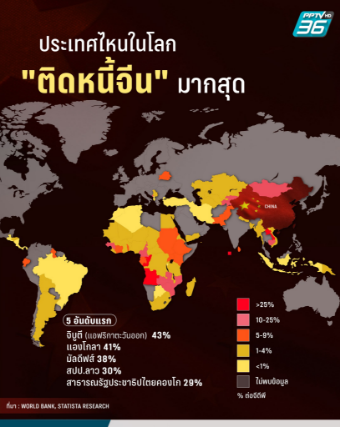 PPTV HD
36
ประเทศไหนในโลก
"ติดหนี้จีน" มากสุด
CHINA
5 อันดับแรก
จิบูตี (แอฟริกาตะวันออก) 43%
แองโกลา 41%
มัลดีฟส์ 38%
สปป.ลาว 30%
สาธารณรัฐประชาธิปไตยคองโก 29%
>25%
10-25%
5-9%
1-4%
<1%
ไม่พบข้อมูล
% ต่อจีดีพี
ที่มา : WORLD BANK, STATISTA RESEARCH